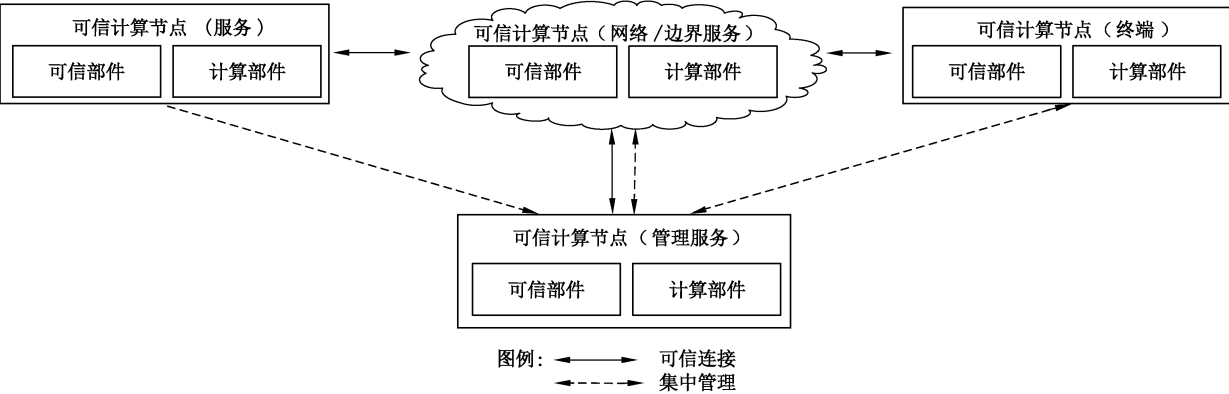 可信计算节点 (服务)
可信部件
计算部件
可信计算节点(网络/边界服务)
可信部件
计算部件
可信计算节点(终端)
可信部件
计算部件
可信计算节点(管理服务)
可信部件
计算部件
图例:
可信连接
集中管理